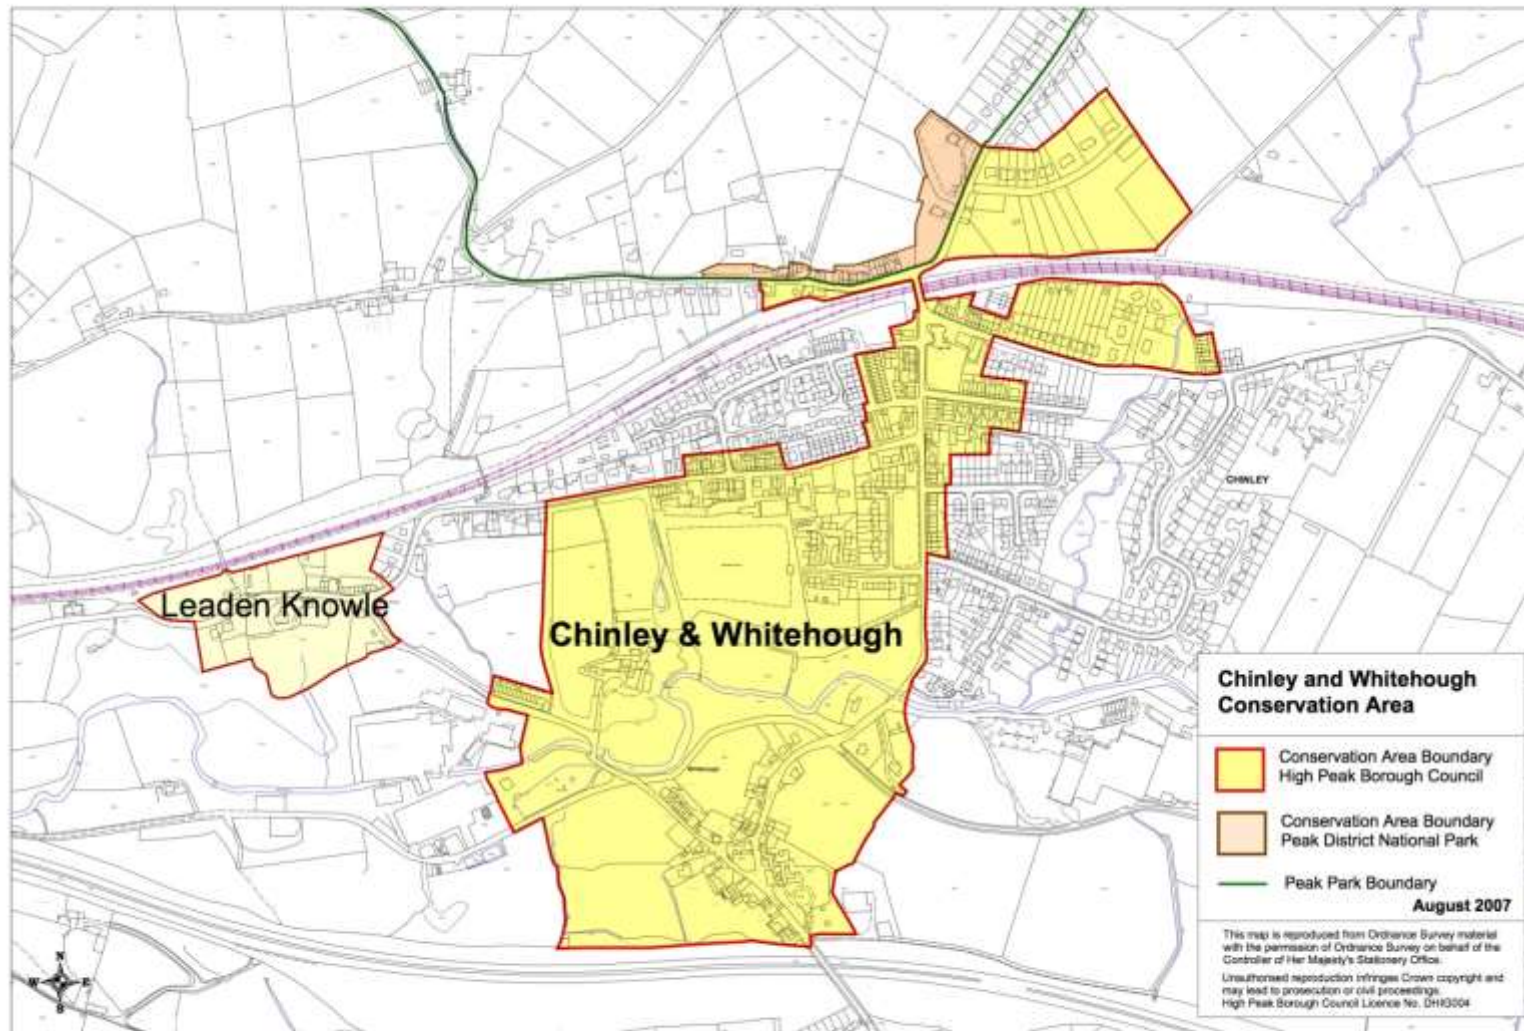 CHINLEY
Leaden Knowle
Chinley & Whitehough
Chinley and Whitehough
Conservation Area
Conservation Area Boundary
High Peak Borough Council
Conservation Area Boundary
Peak District National Park
Peak Park Boundary
August 2007
This map is reproduced from Ordnance Survey material
with the permission of Ordnance Survey on behalf of the
Controller of Her Majesty's Stationery Office.
Unauthorised reproduction infringes Crown copyright and
may lead to prosecution or civil proceedings.
High Peak Borough Council Licence No.
N
W
E
S